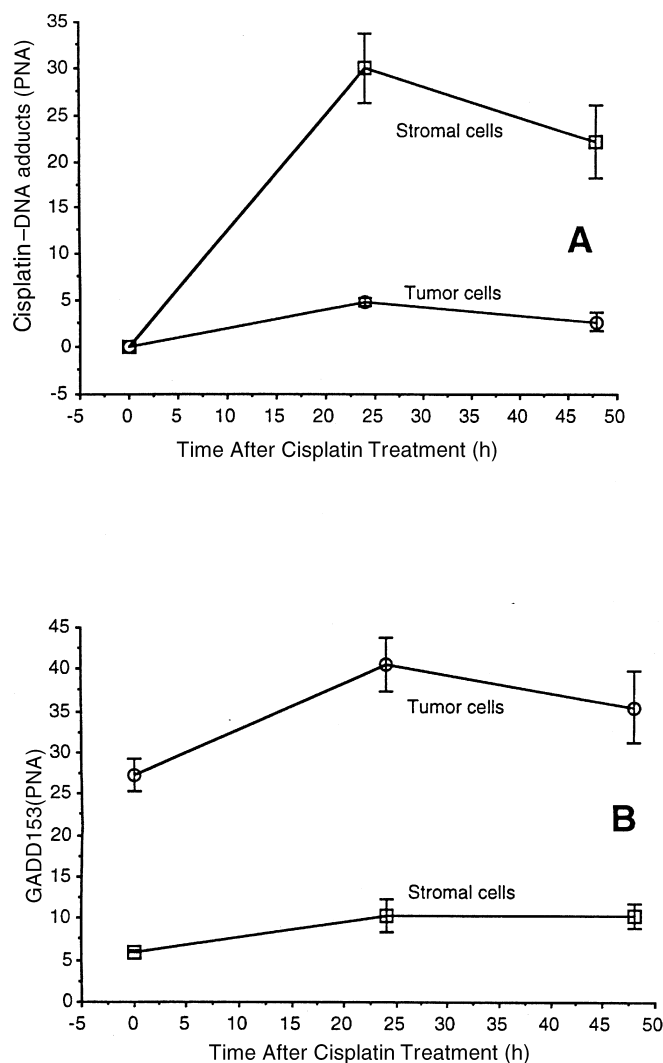 35
30
25
20
15
10
5
0
-5
Cisplatin–DNA adducts (PNA)
Stromal cells
A
Tumor cells
-5 0 5 10 15 20 25 30 35 40 45 50
Time After Cisplatin Treatment (h)
45
40
35
30
25
20
15
10
5
0
GADD153(PNA)
Tumor cells
B
Stromal cells
-5 0 5 10 15 20 25 30 35 40 45 50
Time After Cisplatin Treatment (h)